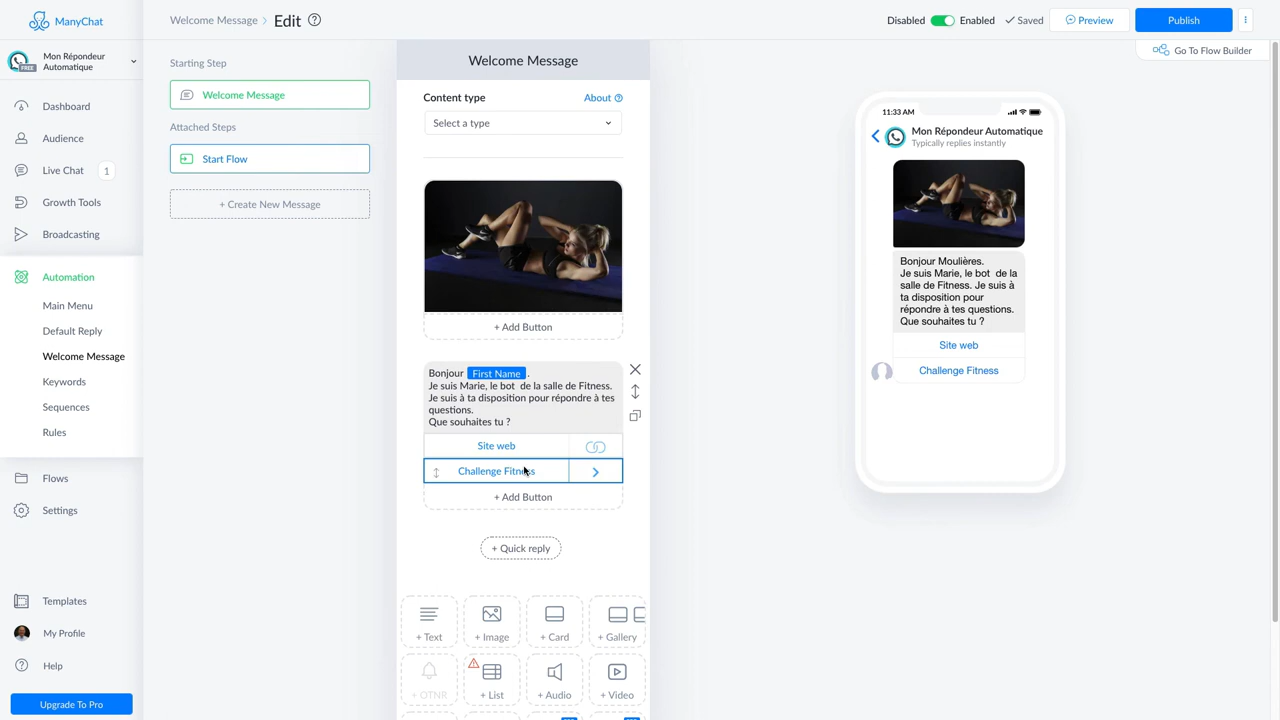 ManyChat
Welcome Message > Edit
Disabled
Enabled
Saved
Preview
Publish
Go To Flow Builder
Mon Répondeur
Automatique
FREE
Dashboard
Audience
Live Chat
1
Growth Tools
Broadcasting
Automation
Main Menu
Default Reply
Welcome Message
Keywords
Sequences
Rules
Flows
Settings
Templates
My Profile
Help
Upgrade To Pro
Starting Step
Welcome Message
Attached Steps
Start Flow
+ Create New Message
Welcome Message
Content type
About
Select a type
+ Add Button
Bonjour First Name .
Je suis Marie, le bot de la salle de Fitness.
Je suis à ta disposition pour répondre à tes
questions.
Que souhaites tu ?
Site web
Challenge Fitness
+ Add Button
+ Quick reply
+ Text
+ Image
+ Card
+ Gallery
+ OTNR
+ List
+ Audio
+ Video
11:33 AM
Mon Répondeur Automatique
Typically replies instantly
Bonjour Moulières.
Je suis Marie, le bot de la
salle de Fitness. Je suis à
ta disposition pour
répondre à tes questions.
Que souhaites tu ?
Site web
Challenge Fitness